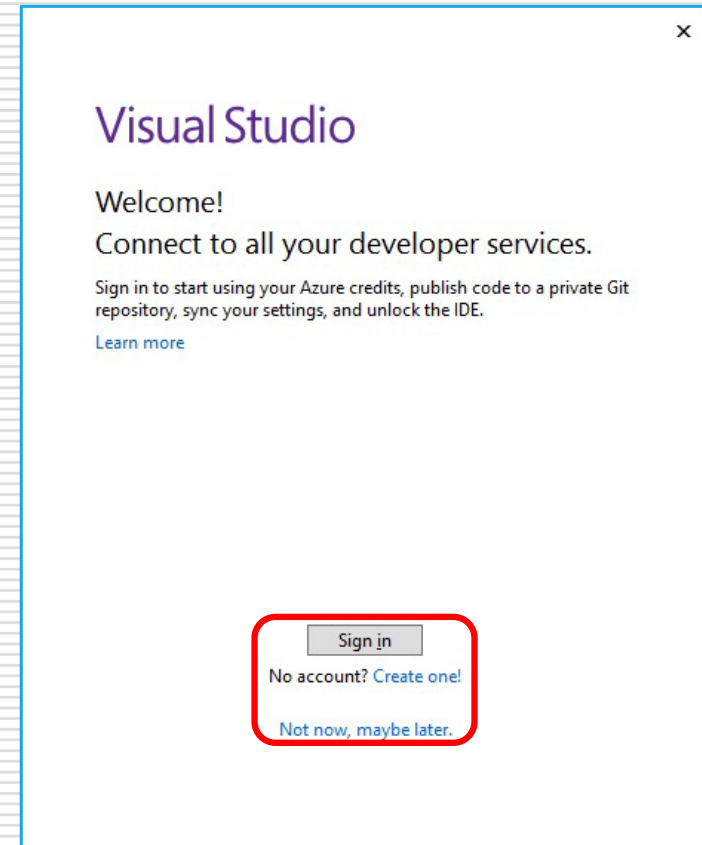 Visual Studio
Welcome!
Connect to all your developer services.
Sign in to start using your Azure credits, publish code to a private Git
repository, sync your settings, and unlock the IDE.
Learn more
Sign in
No account? Create one!
Not now, maybe later.